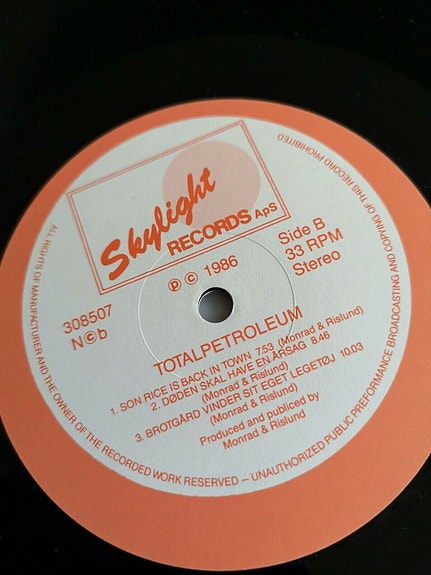 Skylight
RECORDS ApS
Side B
33 RPM
Stereo
℗ © 1986
308507
N©b
TOTALPETROLEUM
1. SON RICE IS BACK IN TOWN 7.53 (Monrad & Rislund)
2. DØDEN SKAL HAVE EN ÅRSAG 8.46
(Monrad & Rislund)
3. BROTGÅRD VINDER SIT EGET LEGETØJ 10.03
(Monrad & Rislund)
Produced and publiced by
Monrad & Rislund
ALL RIGHTS OF MANUFACTURER AND THE OWNER OF THE RECORDED WORK RESERVED – UNAUTHORIZED PUBLIC PREFORMANCE BROADCASTING AND COPYING OF THIS RECORD PROHIBITED